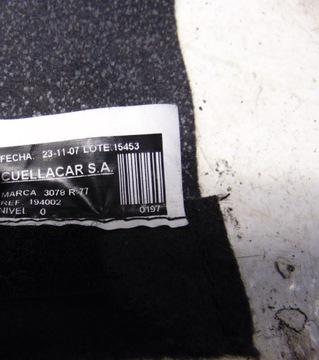 FECHA. 23-11-07 LOTE.15453
CUELLACAR S.A.
MARCA 3078 R-77
REF. 194002
NIVEL 0
0197